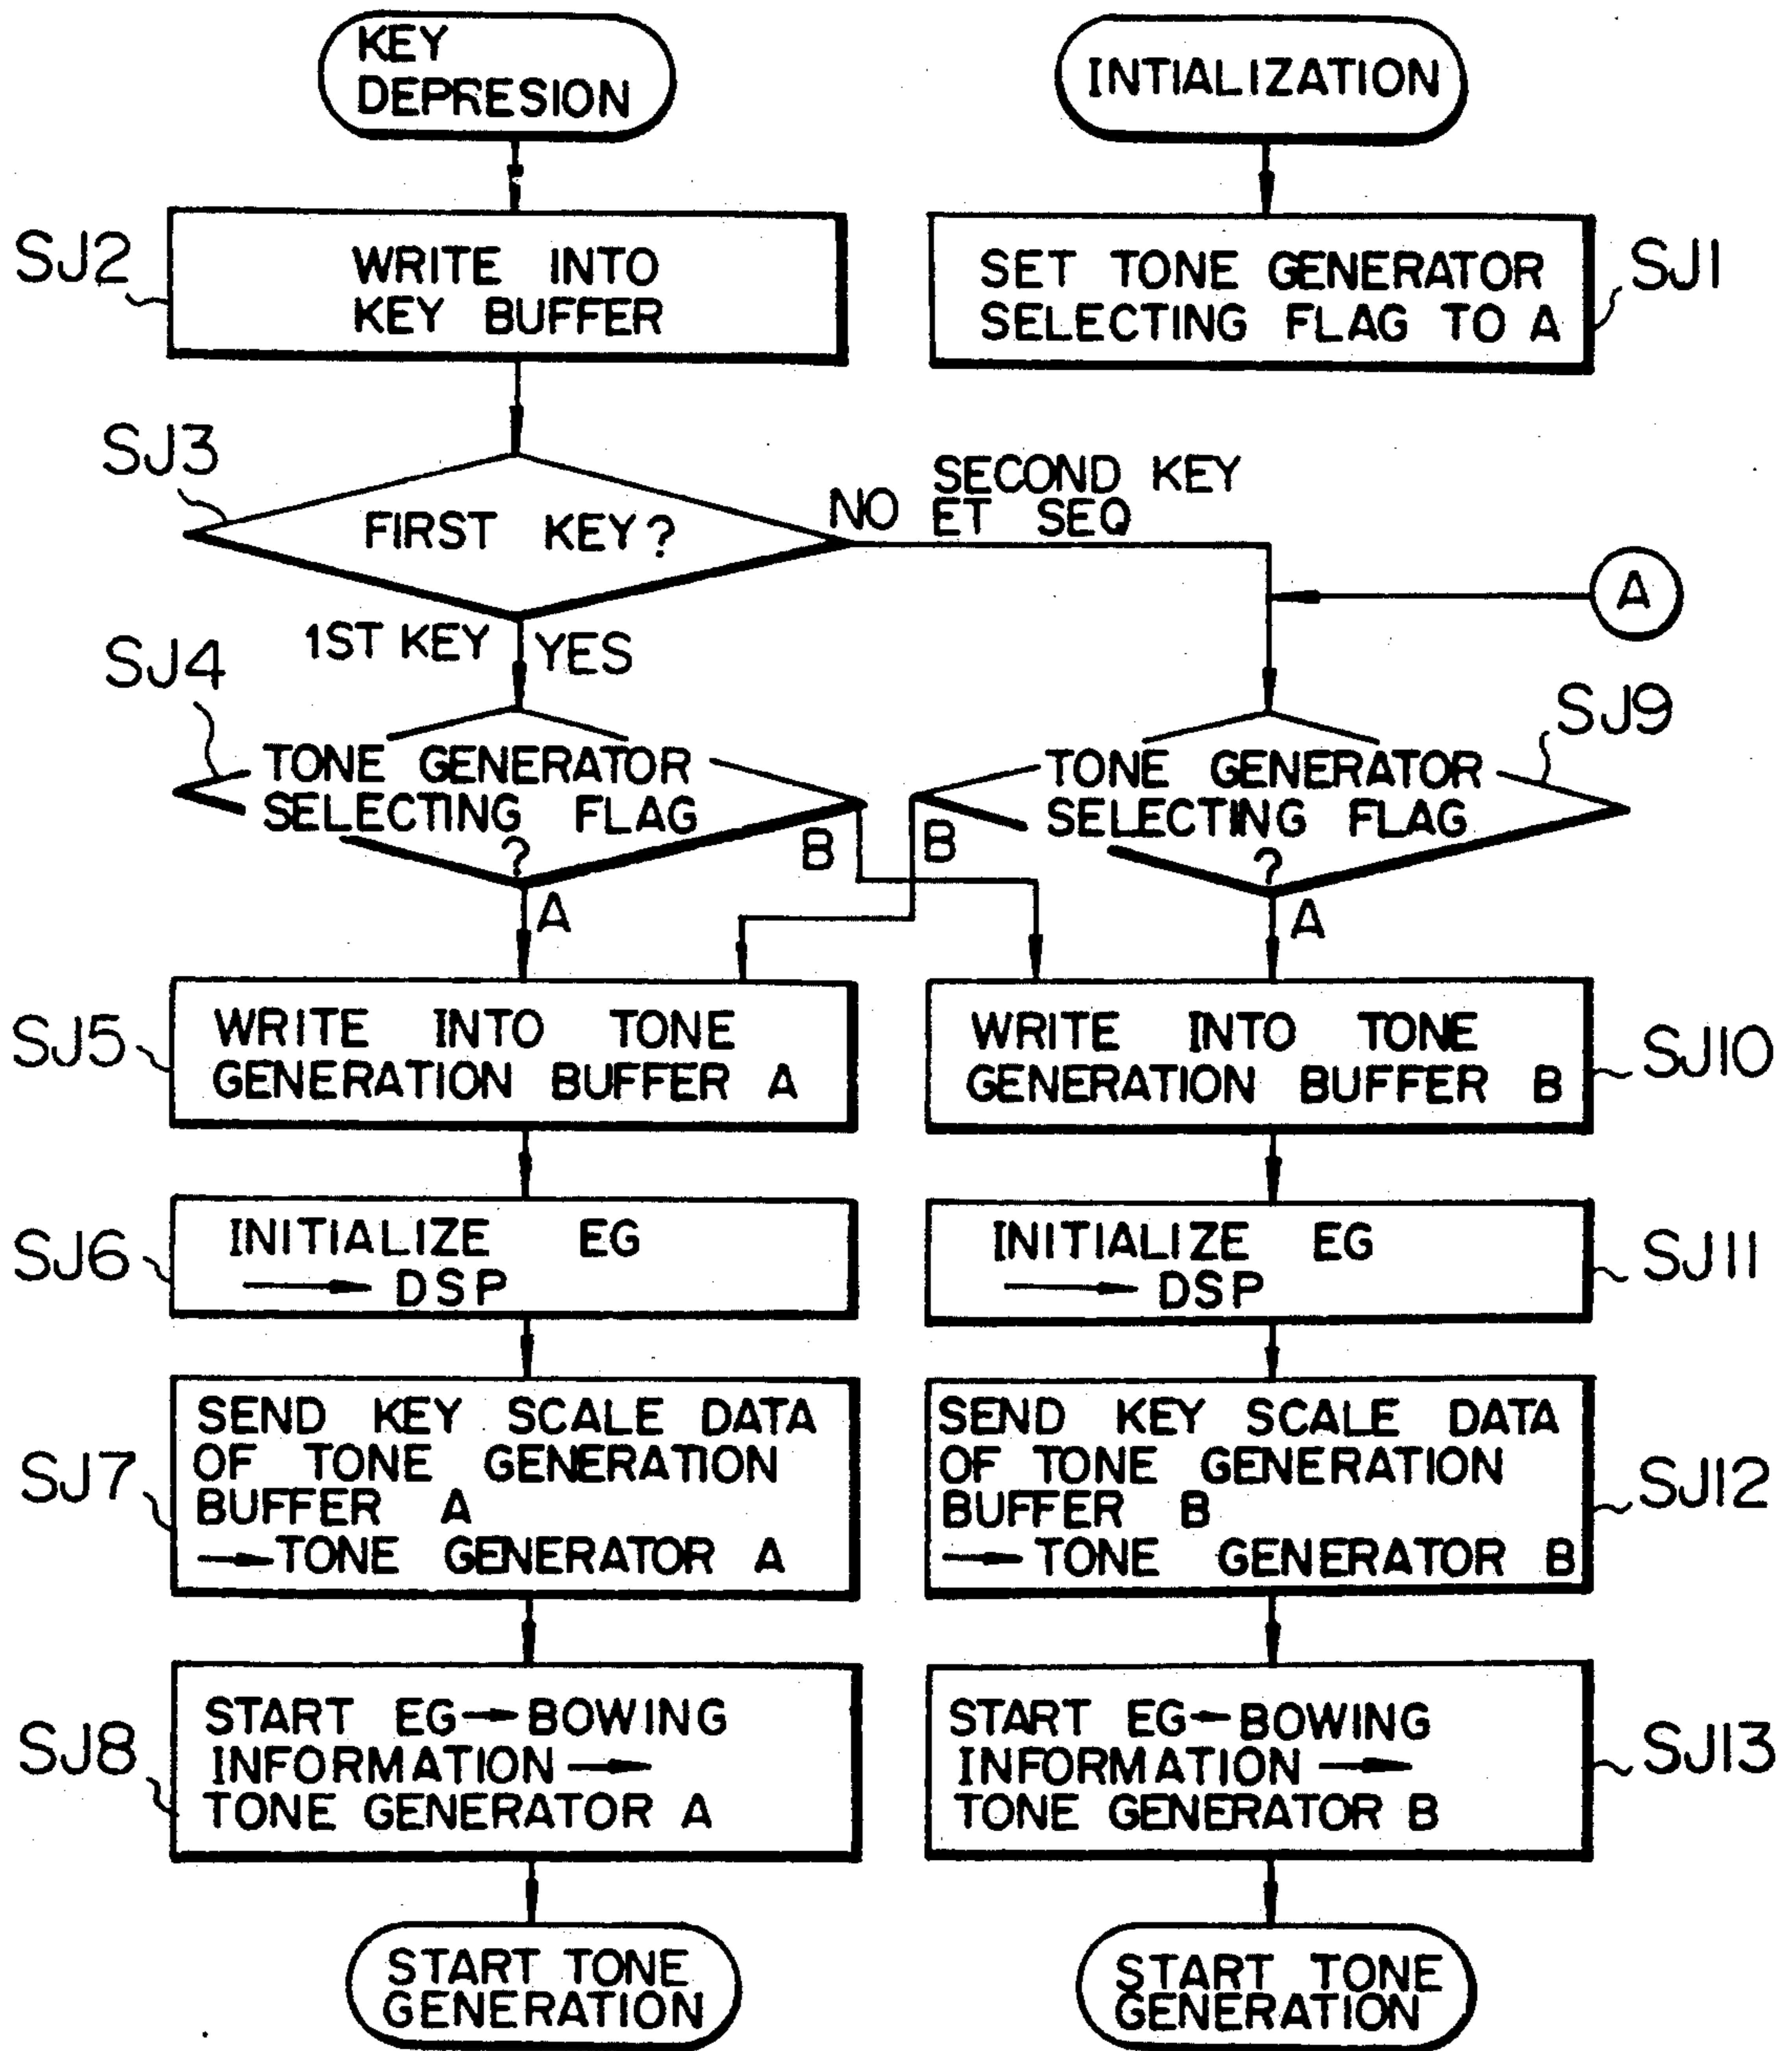 KEY
DEPRESION
SJ2
WRITE INTO
KEY BUFFER
SJ3
FIRST KEY?
NO
SECOND KEY
ET SEQ
1ST KEY
YES
SJ4
TONE GENERATOR
SELECTING FLAG
?
B
A
SJ5
WRITE INTO TONE
GENERATION BUFFER A
SJ6
INITIALIZE EG
→ DSP
SJ7
SEND KEY SCALE DATA
OF TONE GENERATION
BUFFER A
→ TONE GENERATOR A
SJ8
START EG → BOWING
INFORMATION →
TONE GENERATOR A
START TONE
GENERATION
INTIALIZATION
SET TONE GENERATOR
SELECTING FLAG TO A
SJ1
A
SJ9
TONE GENERATOR
SELECTING FLAG
?
B
A
WRITE INTO TONE
GENERATION BUFFER B
SJ10
INITIALIZE EG
→ DSP
SJ11
SEND KEY SCALE DATA
OF TONE GENERATION
BUFFER B
→ TONE GENERATOR B
SJ12
START EG ← BOWING
INFORMATION →
TONE GENERATOR B
SJ13
START TONE
GENERATION